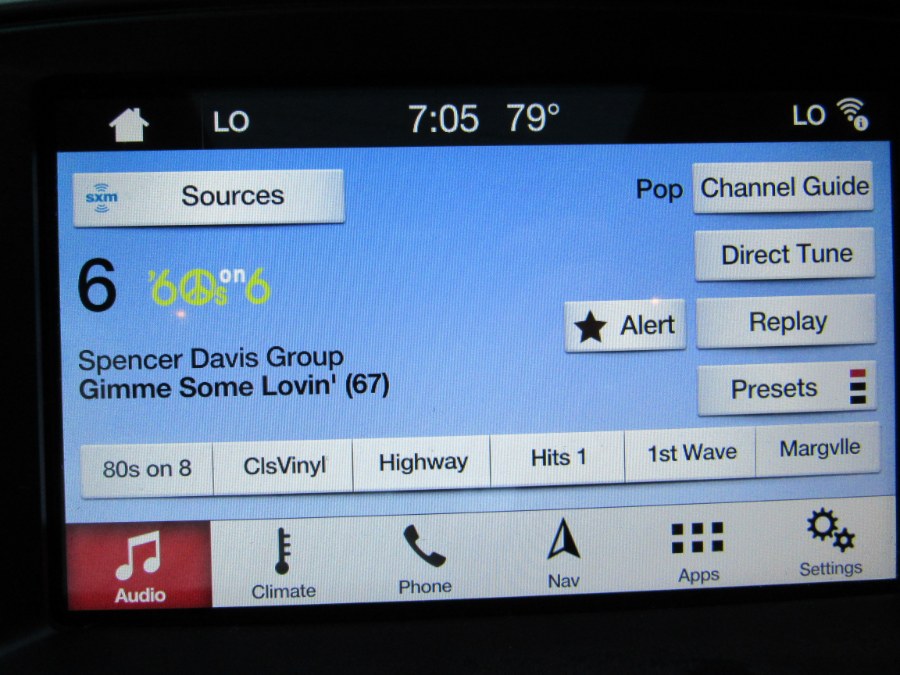 LO 7:05 79° LO
sxm Sources
Pop Channel Guide
Direct Tune
6 '60s on 6
Alert Replay
Spencer Davis Group
Gimme Some Lovin' (67)
Presets
80s on 8 ClsVinyl Highway Hits 1 1st Wave Margvlle
Audio Climate Phone Nav Apps Settings